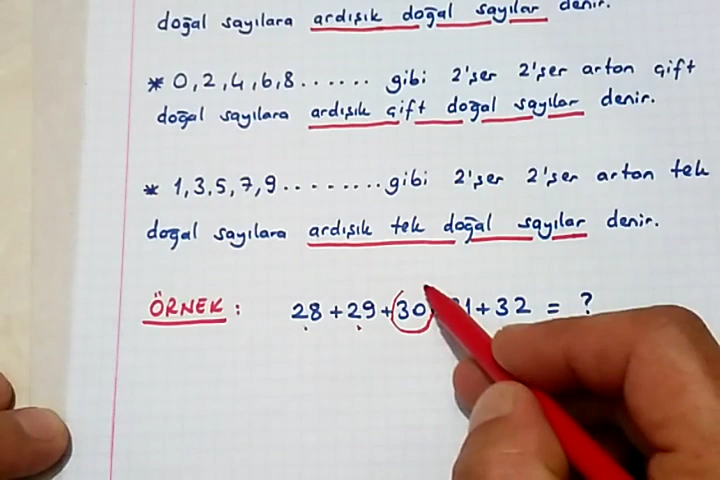 doğal sayılara ardışık doğal sayılar denir.
* 0, 2, 4, 6, 8 ...... gibi 2'şer 2'şer artan çift
doğal sayılara ardışık çift doğal sayılar denir.
* 1, 3, 5, 7, 9 ........ gibi 2'şer 2'şer artan tek
doğal sayılara ardışık tek doğal sayılar denir.
ÖRNEK : 28 + 29 + 30 31 + 32 = ?